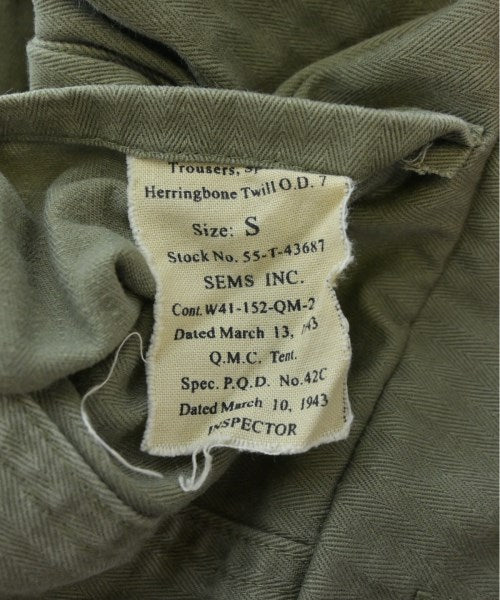 Trousers,
Herringbone Twill O.D. 7
Size: S
Stock No. 55-T-43687
SEMS INC.
Cont. W41-152-QM-2
Dated March 13,
Q.M.C. Tent.
Spec. P.Q.D. No.42C
Dated March 10, 1943
INSPECTOR